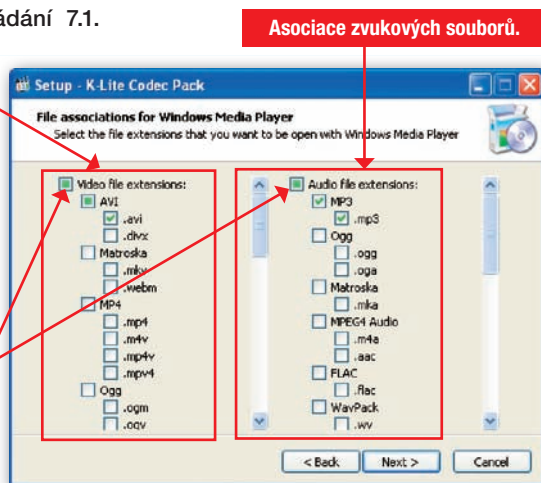 ádání 7.1.
Asociace zvukových souborů.
Setup - K-Lite Codec Pack
File associations for Windows Media Player
Select the file extensions that you want to be open with Windows Media Player
Video file extensions:
AVI
.avi
.divx
Matroska
.mkv
.webm
MP4
.mp4
.m4v
.mp4v
.mpv4
Ogg
.ogm
.ogv
Audio file extensions:
MP3
.mp3
Ogg
.ogg
.oga
Matroska
.mka
MPEG4 Audio
.m4a
.aac
FLAC
.flac
WavPack
.wv
< Back
Next >
Cancel